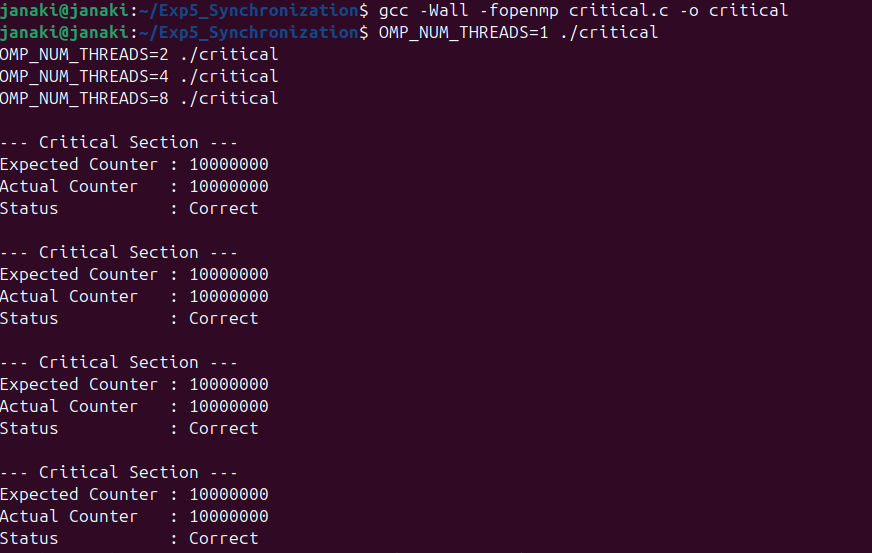 janaki@janaki:~/Exp5_Synchronization$ gcc -Wall -fopenmp critical.c -o critical
janaki@janaki:~/Exp5_Synchronization$ OMP_NUM_THREADS=1 ./critical
OMP_NUM_THREADS=2 ./critical
OMP_NUM_THREADS=4 ./critical
OMP_NUM_THREADS=8 ./critical

--- Critical Section ---
Expected Counter : 10000000
Actual Counter   : 10000000
Status           : Correct

--- Critical Section ---
Expected Counter : 10000000
Actual Counter   : 10000000
Status           : Correct

--- Critical Section ---
Expected Counter : 10000000
Actual Counter   : 10000000
Status           : Correct

--- Critical Section ---
Expected Counter : 10000000
Actual Counter   : 10000000
Status           : Correct